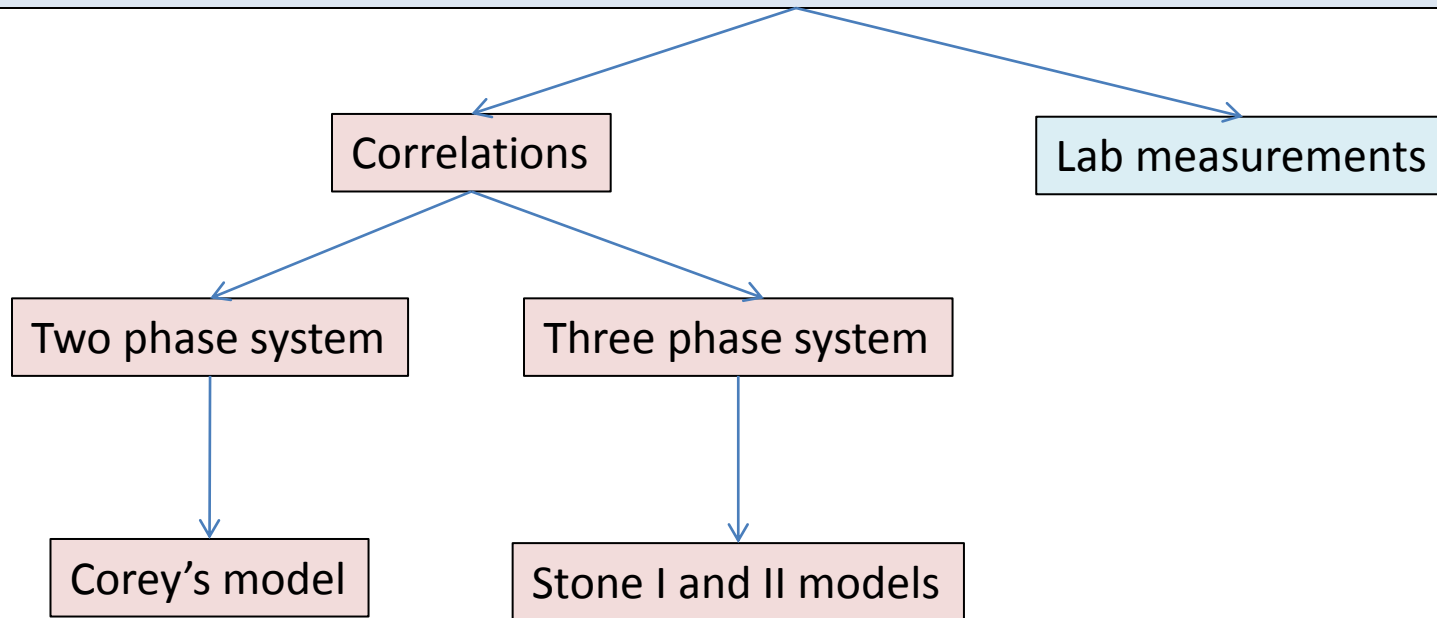 Correlations
Lab measurements
Two phase system
Three phase system
Corey’s model
Stone I and II models